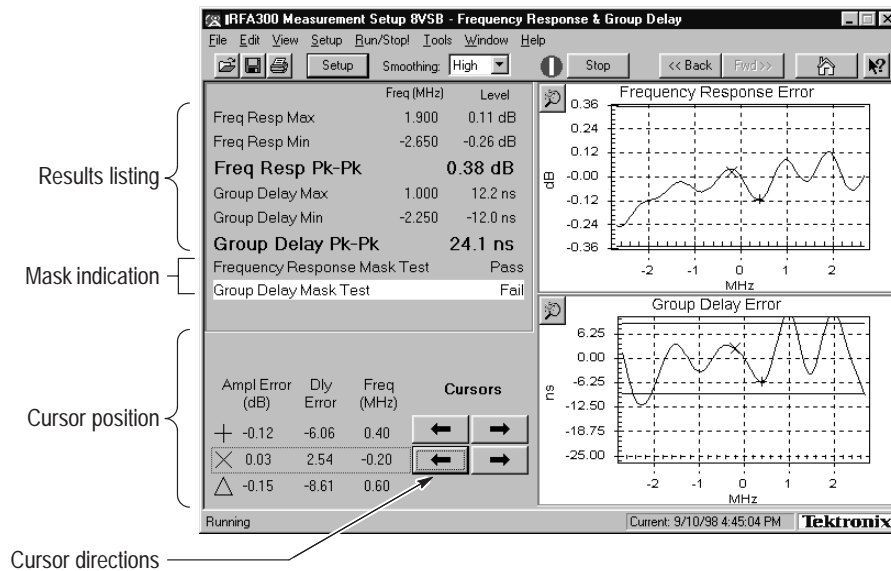 RFA300 Measurement Setup 8VSB - Frequency Response & Group Delay
File Edit View Setup Run/Stop! Tools Window Help
Setup Smoothing: High Stop << Back Fwd >>
Freq (MHz) Level
Freq Resp Max 1.900 0.11 dB
Freq Resp Min -2.650 -0.26 dB
Freq Resp Pk-Pk 0.38 dB
Group Delay Max 1.000 12.2 ns
Group Delay Min -2.250 -12.0 ns
Group Delay Pk-Pk 24.1 ns
Frequency Response Mask Test Pass
Group Delay Mask Test Fail
Results listing
Mask indication
Cursor position
Cursor directions
Ampl Error (dB) Dly Error Freq (MHz) Cursors
-0.12 -6.06 0.40
0.03 2.54 -0.20
-0.15 -8.61 0.60
Frequency Response Error
0.36
0.24
0.12
-0.00
-0.12
-0.24
-0.36
dB
-2 -1 0 1 2
MHz
Group Delay Error
6.25
0.00
-6.25
-12.50
-18.75
-25.00
ns
-2 -1 0 1 2
MHz
Running Current: 9/10/98 4:45:04 PM Tektronix